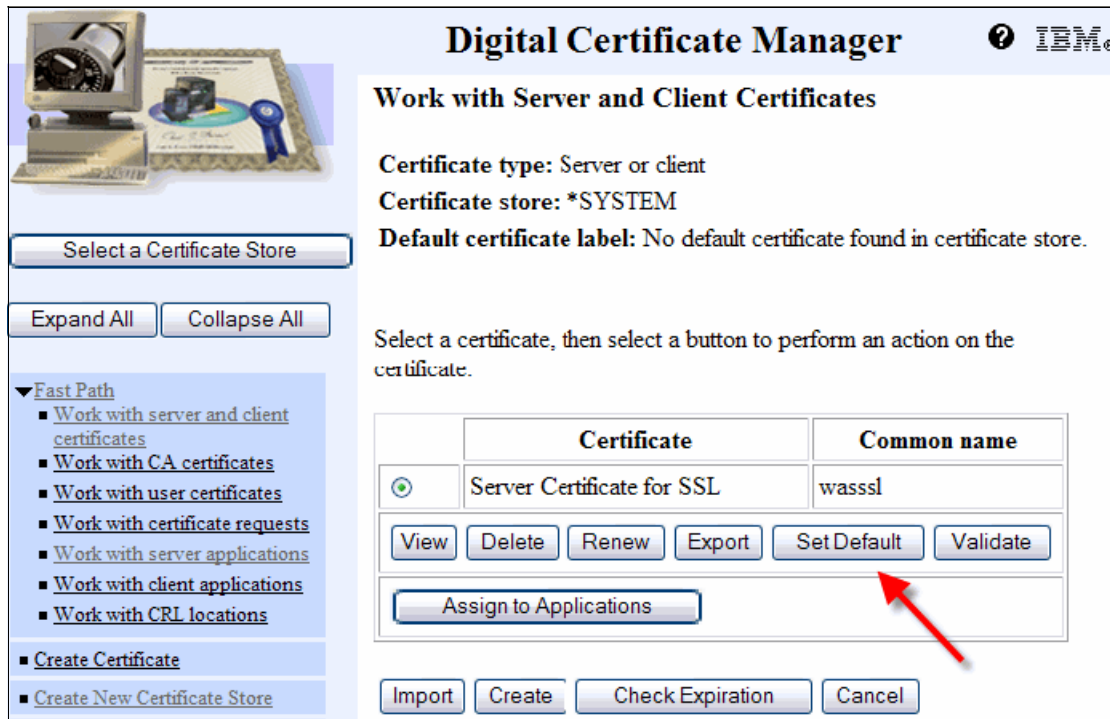 Digital Certificate Manager
IBM
Work with Server and Client Certificates
Certificate type: Server or client
Certificate store: *SYSTEM
Default certificate label: No default certificate found in certificate store.
Select a Certificate Store
Expand All Collapse All
Select a certificate, then select a button to perform an action on the
certificate.
Fast Path
Work with server and client
certificates
Work with CA certificates
Work with user certificates
Work with certificate requests
Work with server applications
Work with client applications
Work with CRL locations
Create Certificate
Create New Certificate Store
Certificate Common name
Server Certificate for SSL wasssl
View Delete Renew Export Set Default Validate
Assign to Applications
Import Create Check Expiration Cancel